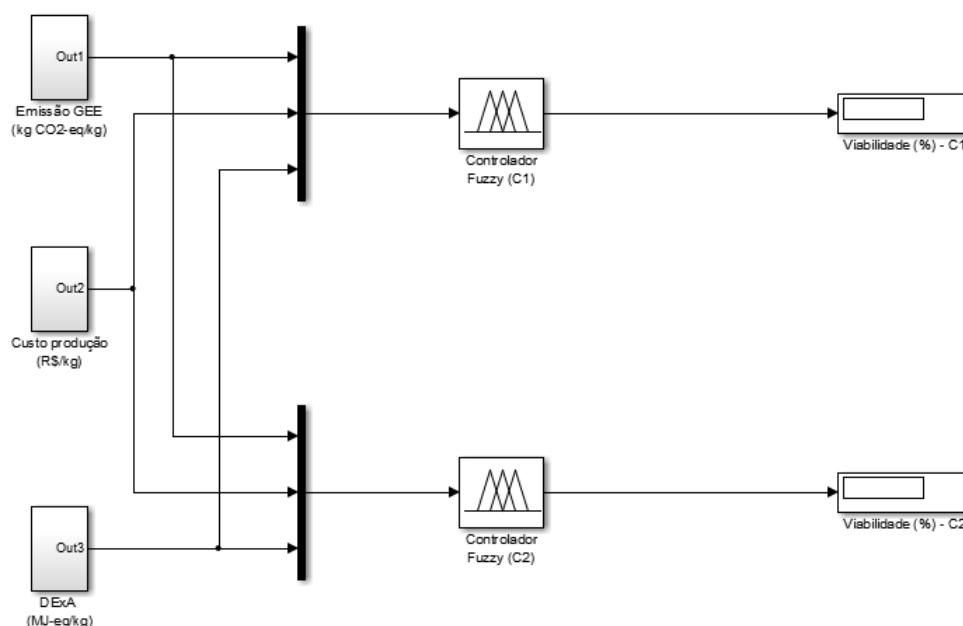 Out1
Emissão GEE
(kg CO2-eq/kg)
Controlador
Fuzzy (C1)
Viabilidade (%) - C1
Out2
Custo produção
(R$/kg)
Out3
DExA
(MJ-eq/kg)
Controlador
Fuzzy (C2)
Viabilidade (%) - C2